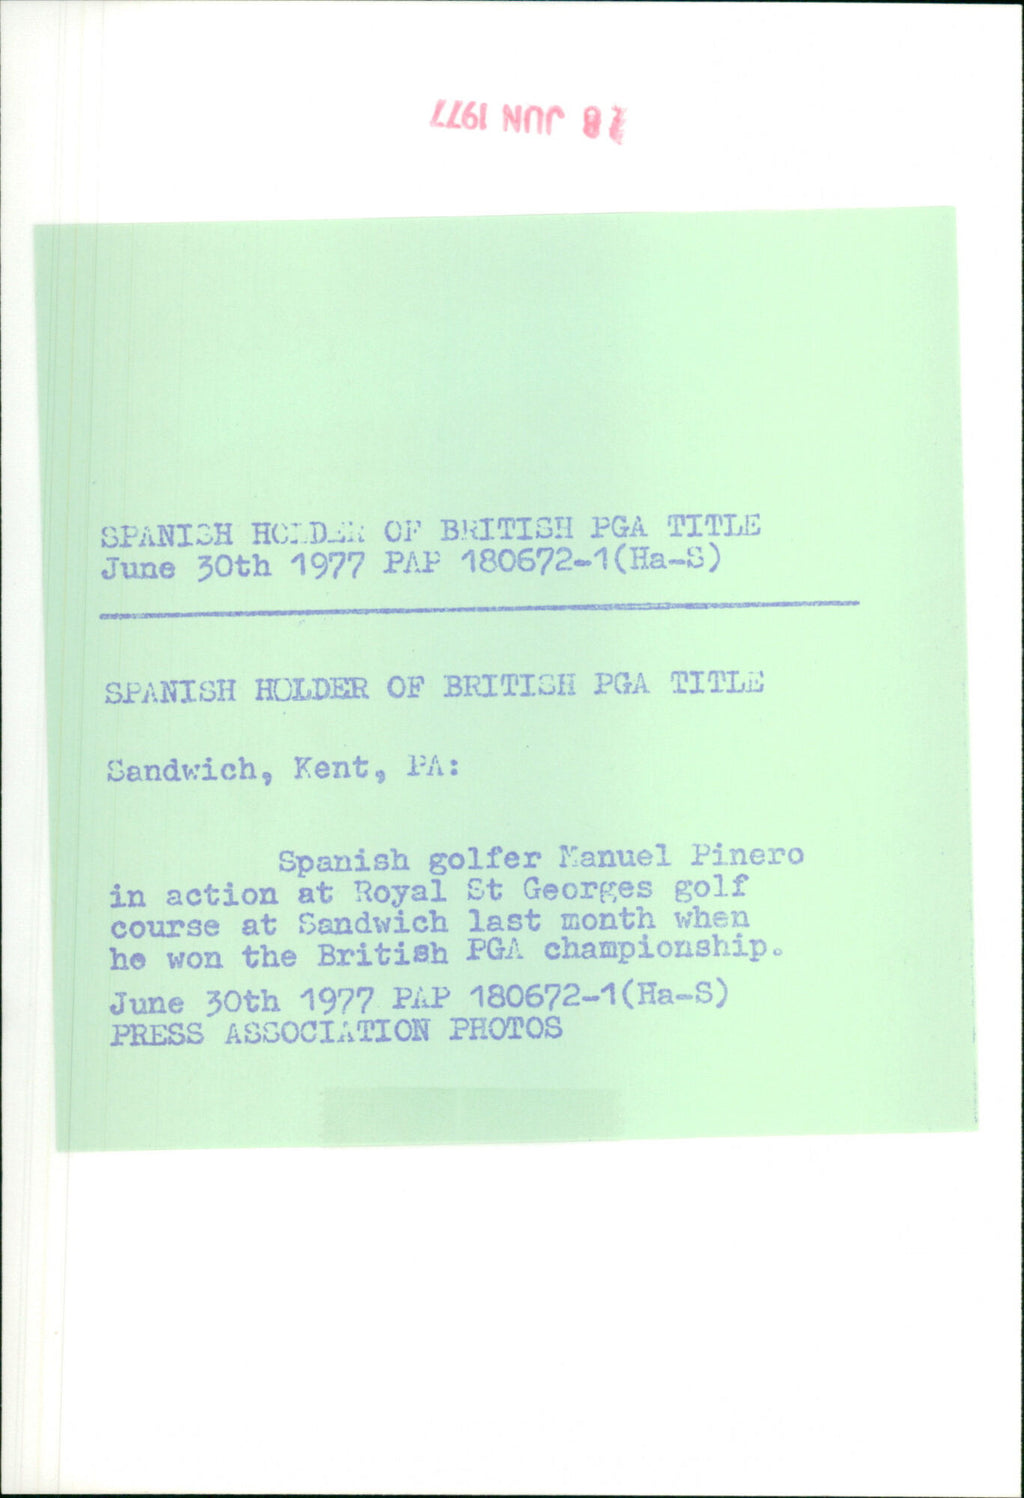 28 JUN 1977
SPANISH HOLDER OF BRITISH PGA TITLE
June 30th 1977 PAP 180672-1(Ha-S)
SPANISH HOLDER OF BRITISH PGA TITLE
Sandwich, Kent, PA:
Spanish golfer Manuel Pinero
in action at Royal St Georges golf
course at Sandwich last month when
he won the British PGA championship.
June 30th 1977 PAP 180672-1(Ha-S)
PRESS ASSOCIATION PHOTOS